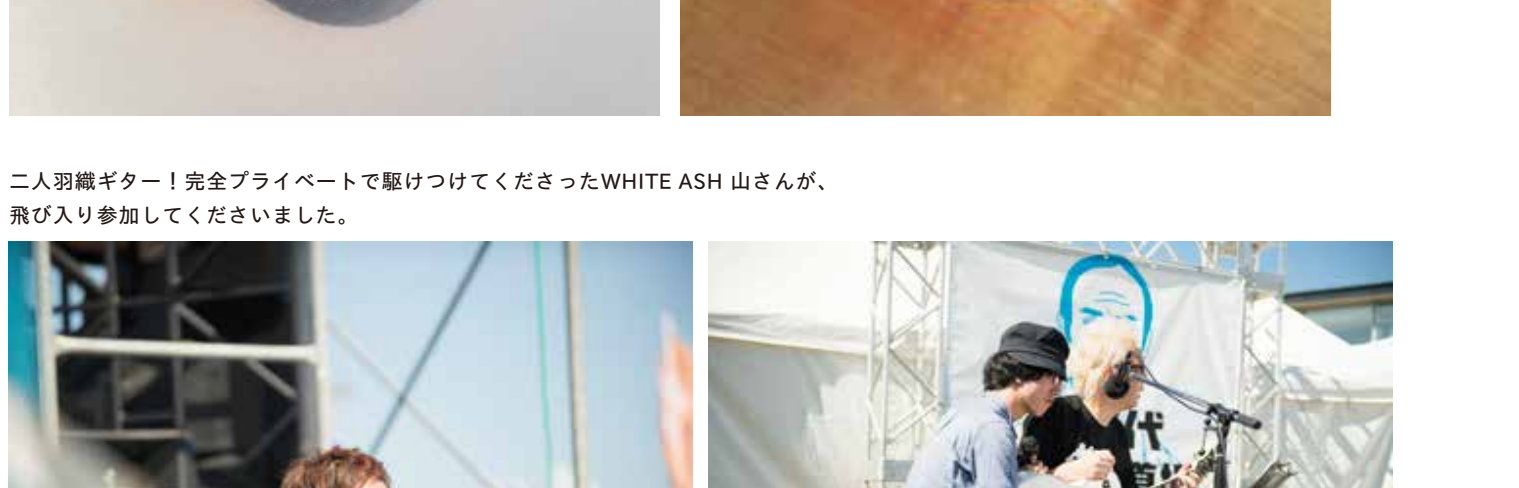 二人羽織ギター！完全プライベートで駆けつけてくださったWHITE ASH 山さんが、
飛び入り参加してくださいました。
代